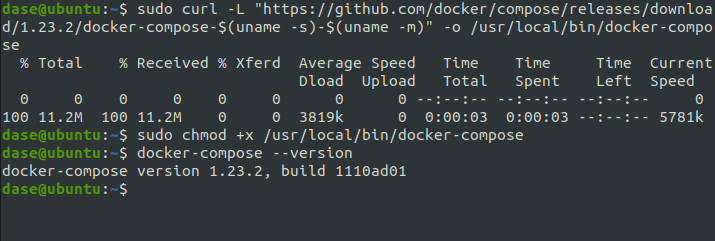 dase@ubuntu:~$ sudo curl -L "https://github.com/docker/compose/releases/downloa
d/1.23.2/docker-compose-$(uname -s)-$(uname -m)" -o /usr/local/bin/docker-compo
se
  % Total    % Received % Xferd  Average Speed   Time    Time     Time  Current
                                 Dload  Upload   Total   Spent    Left  Speed
  0     0    0     0    0     0      0      0 --:--:-- --:--:-- --:--:--     0
100 11.2M  100 11.2M    0     0  3819k      0  0:00:03  0:00:03 --:--:-- 5781k
dase@ubuntu:~$ sudo chmod +x /usr/local/bin/docker-compose
dase@ubuntu:~$ docker-compose --version
docker-compose version 1.23.2, build 1110ad01
dase@ubuntu:~$